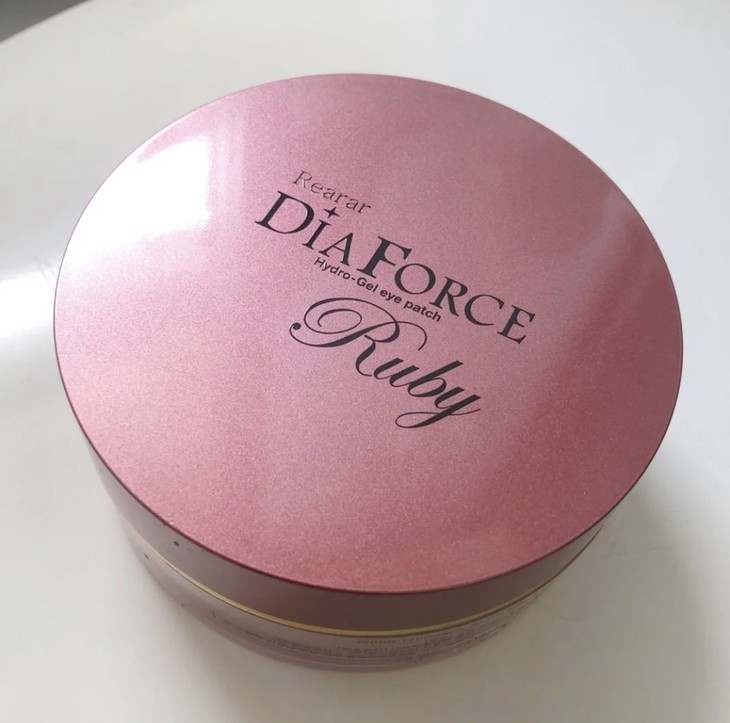 Rearar
DIAFORCE
Hydro-Gel eye patch
Ruby